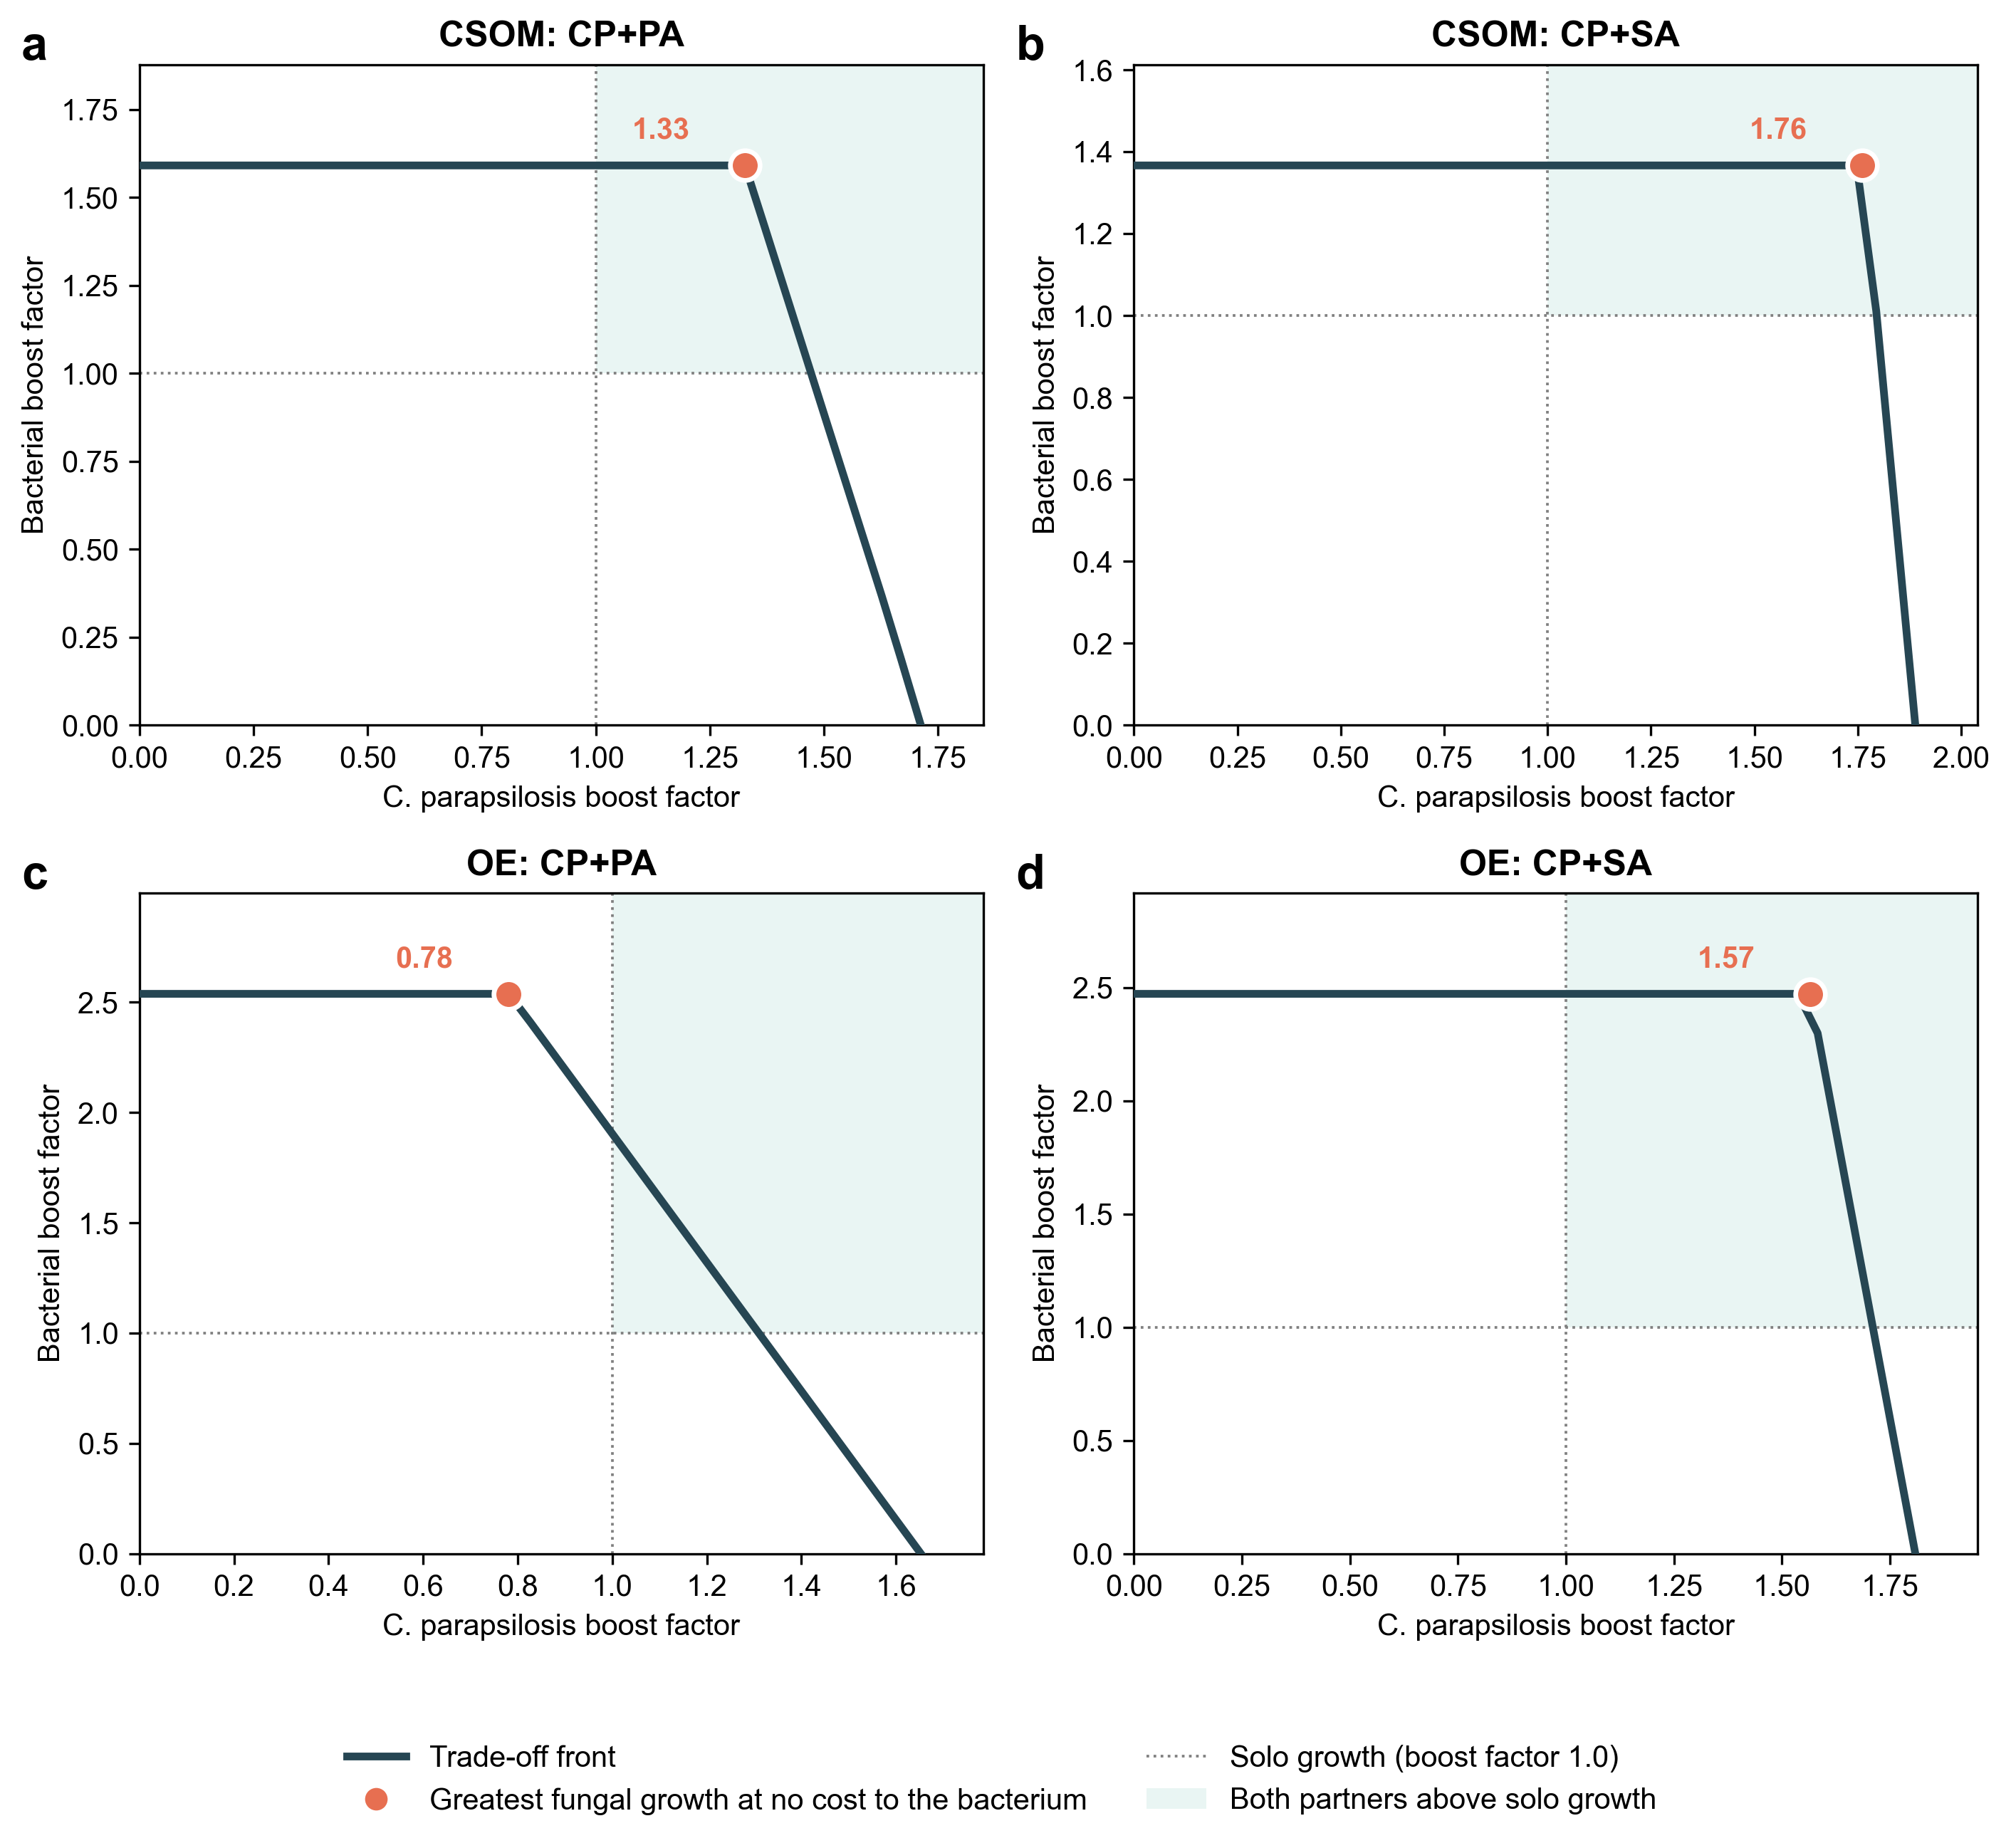 a
CSOM: CP+PA
1.75
1.50
1.25
1.00
0.75
0.50
0.25
0.00
Bacterial boost factor
1.33
0.00 0.25 0.50 0.75 1.00 1.25 1.50 1.75
C. parapsilosis boost factor
b
CSOM: CP+SA
1.6
1.4
1.2
1.0
0.8
0.6
0.4
0.2
0.0
Bacterial boost factor
1.76
0.00 0.25 0.50 0.75 1.00 1.25 1.50 1.75 2.00
C. parapsilosis boost factor
c
OE: CP+PA
2.5
2.0
1.5
1.0
0.5
0.0
Bacterial boost factor
0.78
0.0 0.2 0.4 0.6 0.8 1.0 1.2 1.4 1.6
C. parapsilosis boost factor
d
OE: CP+SA
2.5
2.0
1.5
1.0
0.5
0.0
Bacterial boost factor
1.57
0.00 0.25 0.50 0.75 1.00 1.25 1.50 1.75
C. parapsilosis boost factor
Trade-off front
Greatest fungal growth at no cost to the bacterium
Solo growth (boost factor 1.0)
Both partners above solo growth